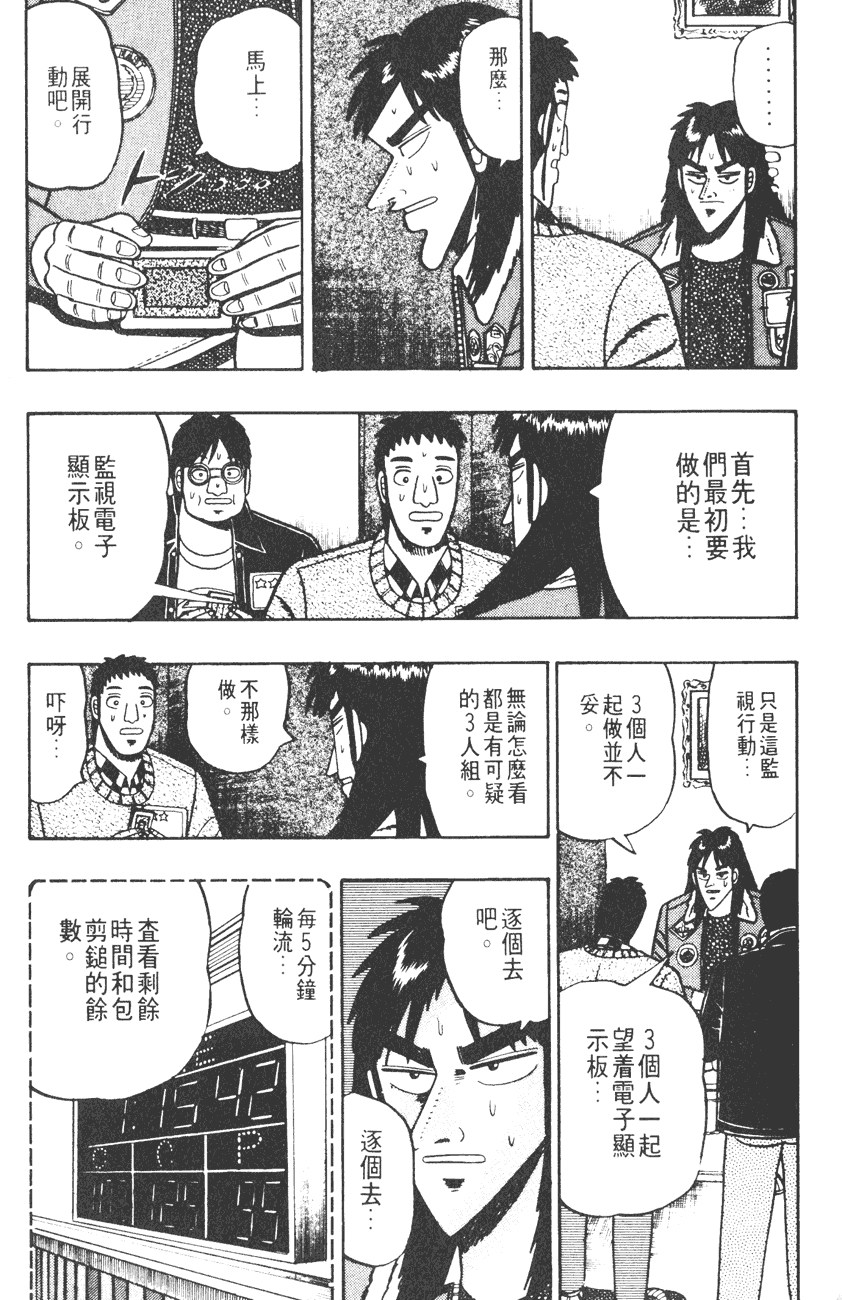 ………
那麼…
馬上…
展開行
動吧。
首先…我
們最初要
做的是…
監視電子
顯示板。
只是這監
視行動…
3個人一
起做並不
妥。
3個人一起
望着電子顯
示板…
無論怎麼看
都是有可疑
的3人組。
不那樣
做。
吓呀…
逐個去
吧。
逐個去…
每5分鐘
輪流…
查看剩餘
時間和包
剪鎚的餘
數。